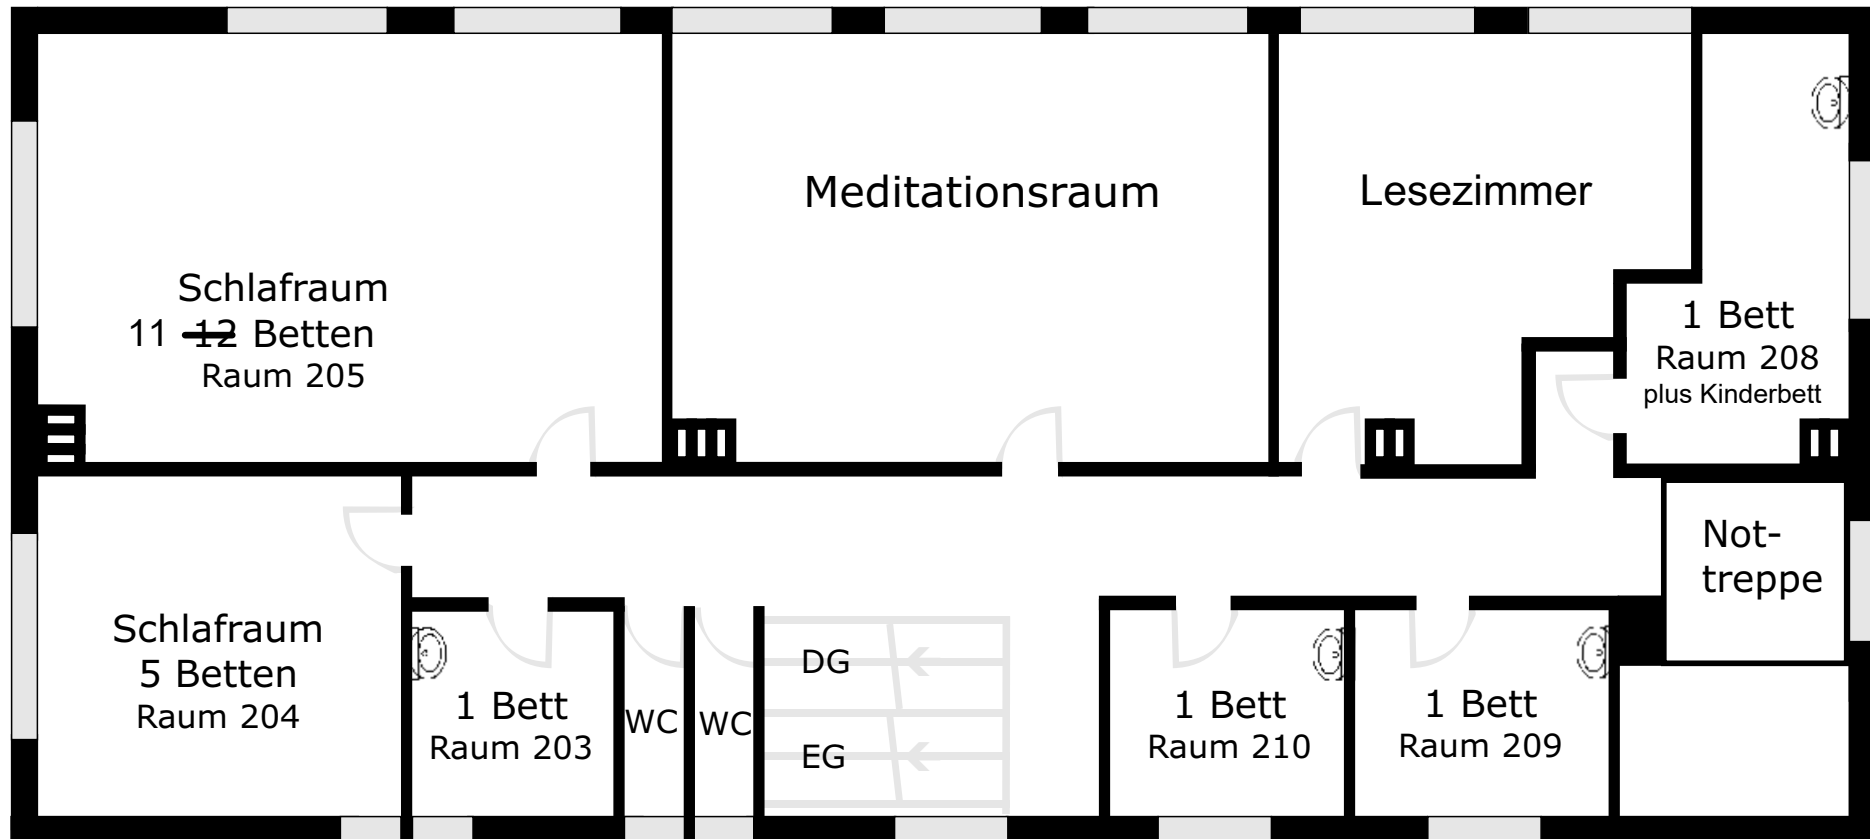 Meditationsraum
Lesezimmer
Schlafraum
11 12 Betten
Raum 205
1 Bett
Raum 208
plus Kinderbett
Not-
treppe
Schlafraum
5 Betten
Raum 204
1 Bett
Raum 203
WC
WC
DG
EG
1 Bett
Raum 210
1 Bett
Raum 209